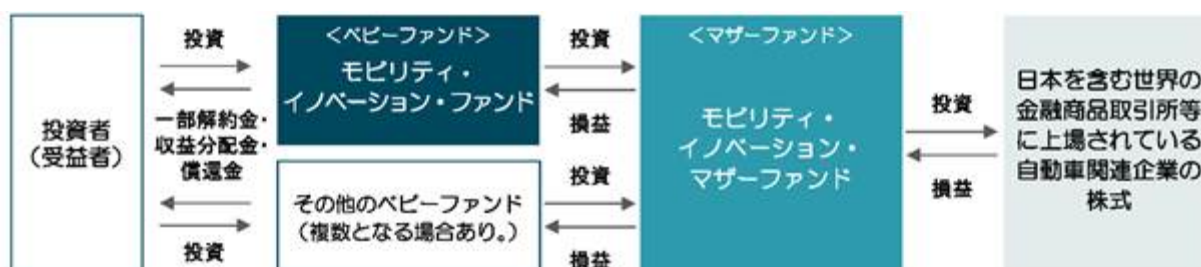 投資者
（受益者）
投資
一部解約金・
収益分配金・
償還金
投資
＜ベビーファンド＞
モビリティ・
イノベーション・ファンド
その他のベビーファンド
（複数となる場合あり。）
投資
損益
投資
損益
＜マザーファンド＞
モビリティ・
イノベーション・
マザーファンド
投資
損益
日本を含む世界の
金融商品取引所等
に上場されている
自動車関連企業の
株式